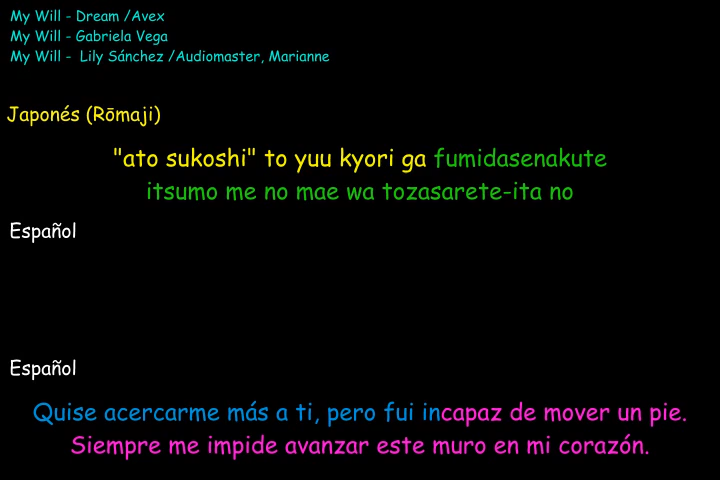 My Will - Dream /Avex
My Will - Gabriela Vega
My Will -  Lily Sánchez /Audiomaster, Marianne
Japonés (Rōmaji)
"ato sukoshi" to yuu kyori ga fumidasenakute
itsumo me no mae wa tozasarete-ita no
Español
Español
Quise acercarme más a ti, pero fui incapaz de mover un pie.
Siempre me impide avanzar este muro en mi corazón.